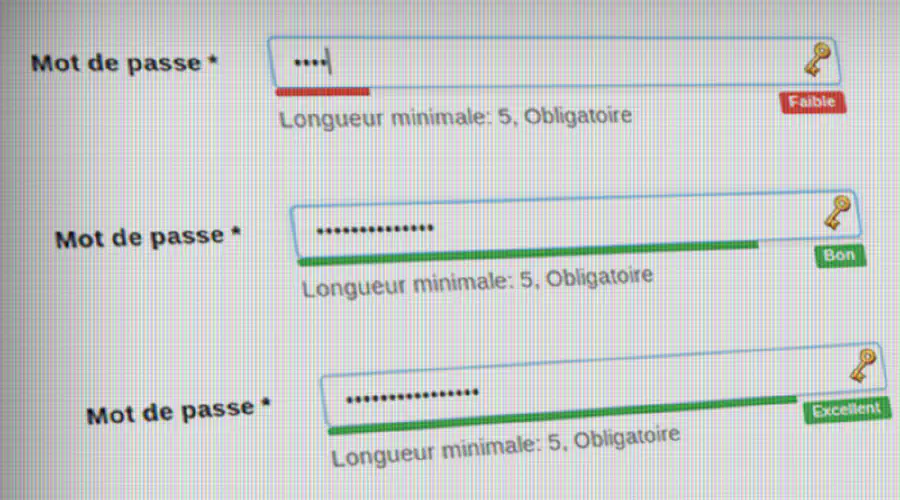 Mot de passe * ••••
Faible
Longueur minimale: 5, Obligatoire
Mot de passe * ••••••••••••••••
Bon
Longueur minimale: 5, Obligatoire
Mot de passe * ••••••••••••••••••
Excellent
Longueur minimale: 5, Obligatoire